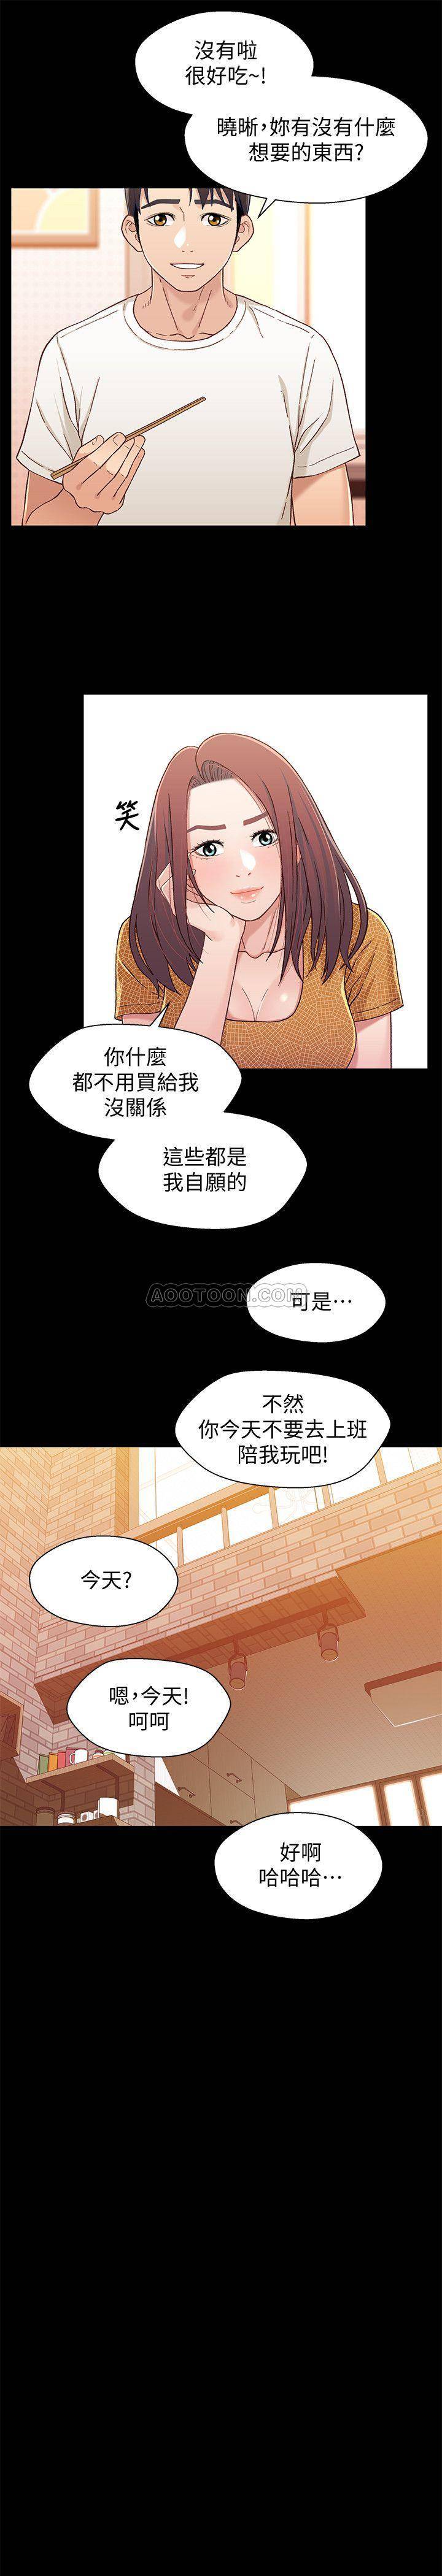 沒有啦
很好吃~!
曉晰,妳有沒有什麼
想要的東西?
笑
你什麼
都不用買給我
沒關係
這些都是
我自願的
AOOTOON.COM
可是…
不然
你今天不要去上班
陪我玩吧!
今天?
嗯,今天!
呵呵
好啊
哈哈哈…